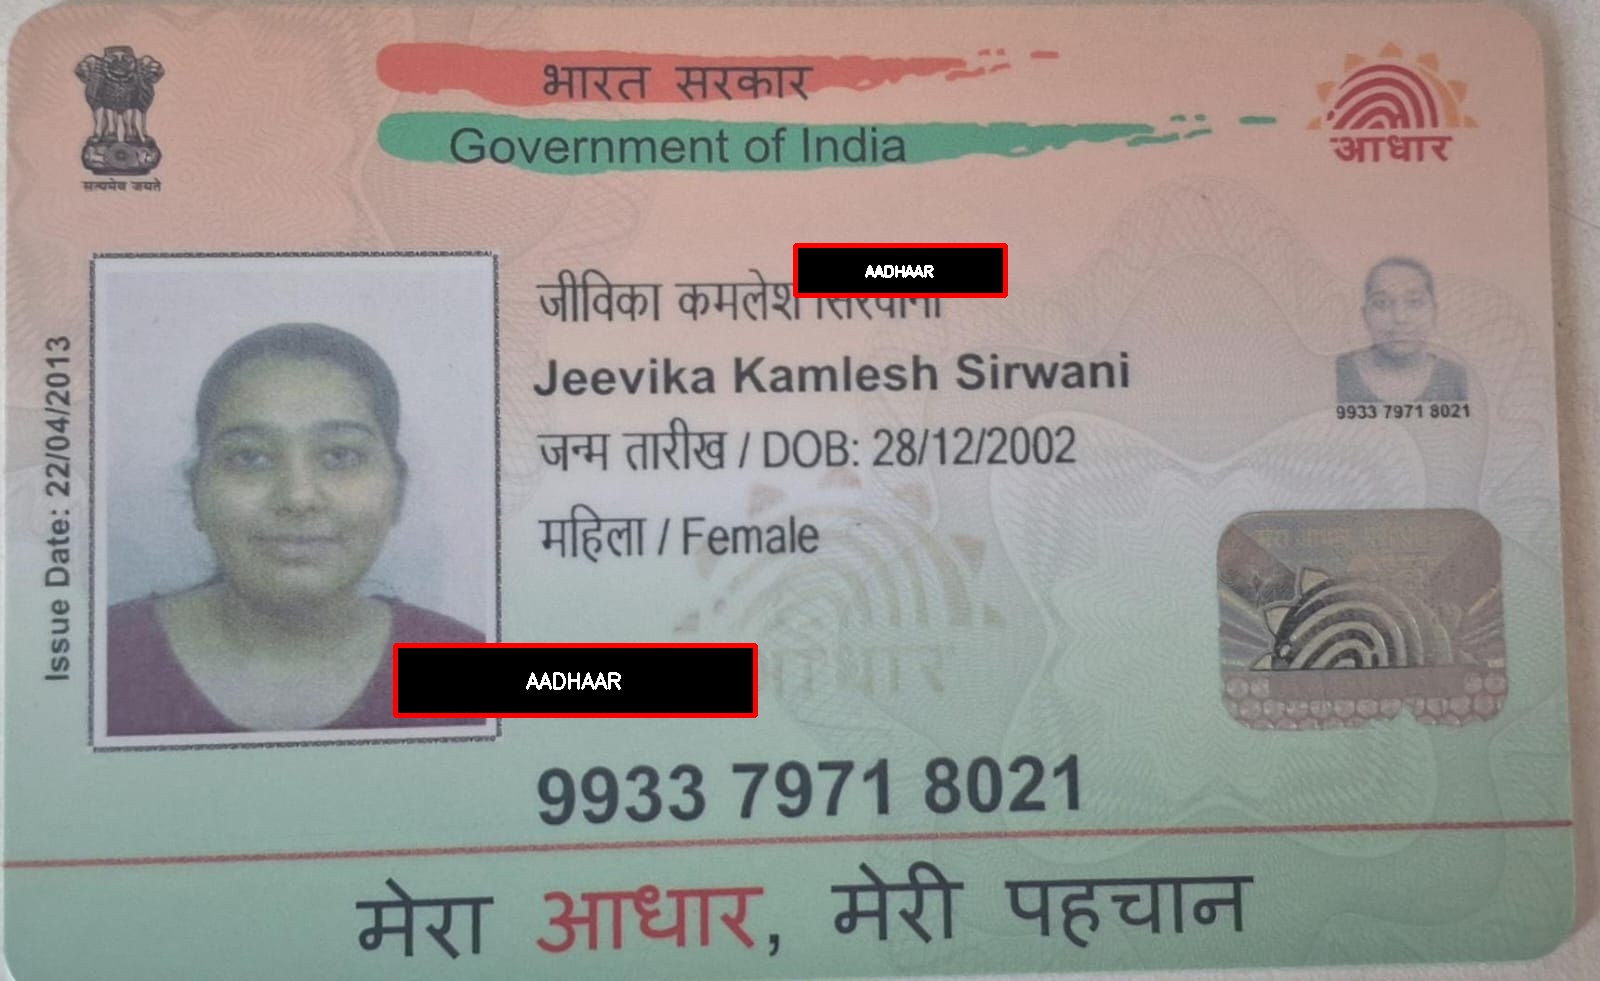 भारत सरकार
Government of India
सत्यमेव जयते
आधार
AADHAAR
जीविका कमलेश
Jeevika Kamlesh Sirwani
जन्म तारीख / DOB: 28/12/2002
महिला / Female
9933 7971 8021
Issue Date: 22/04/2013
AADHAAR
आधार
9933 7971 8021
मेरा आधार, मेरी पहचान